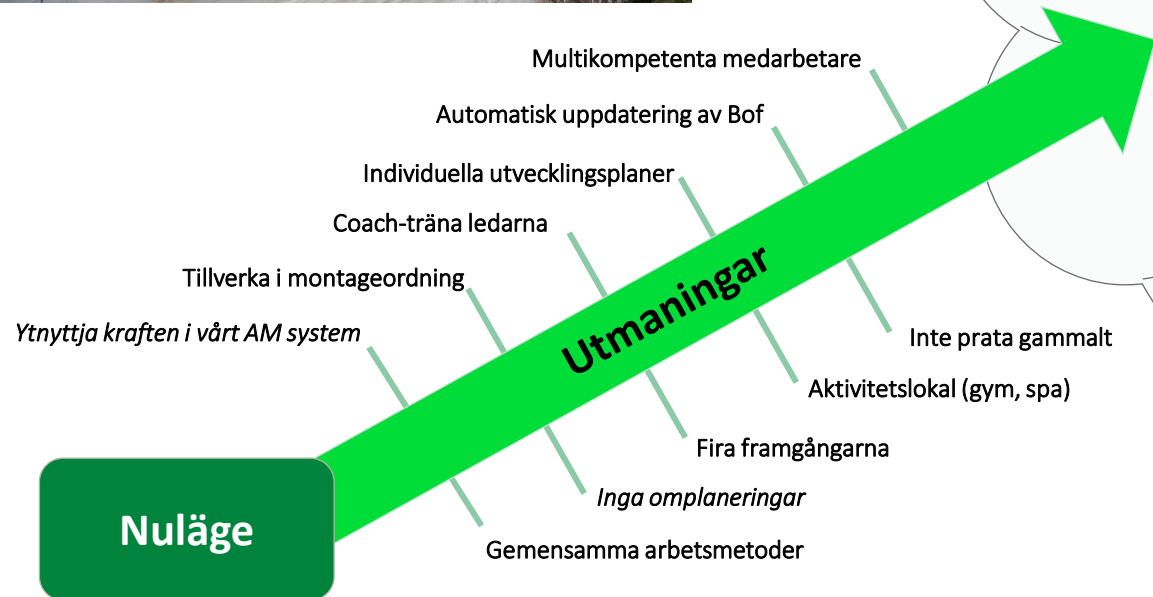 Multikompetenta medarbetare
Automatisk uppdatering av Bof
Individuella utvecklingsplaner
Coach-träna ledarna
Tillverka i montageordning
Ytnyttja kraften i vårt AM system
Utmaningar
Inte prata gammalt
Aktivitetslokal (gym, spa)
Fira framgångarna
Inga omplaneringar
Gemensamma arbetsmetoder
Nuläge